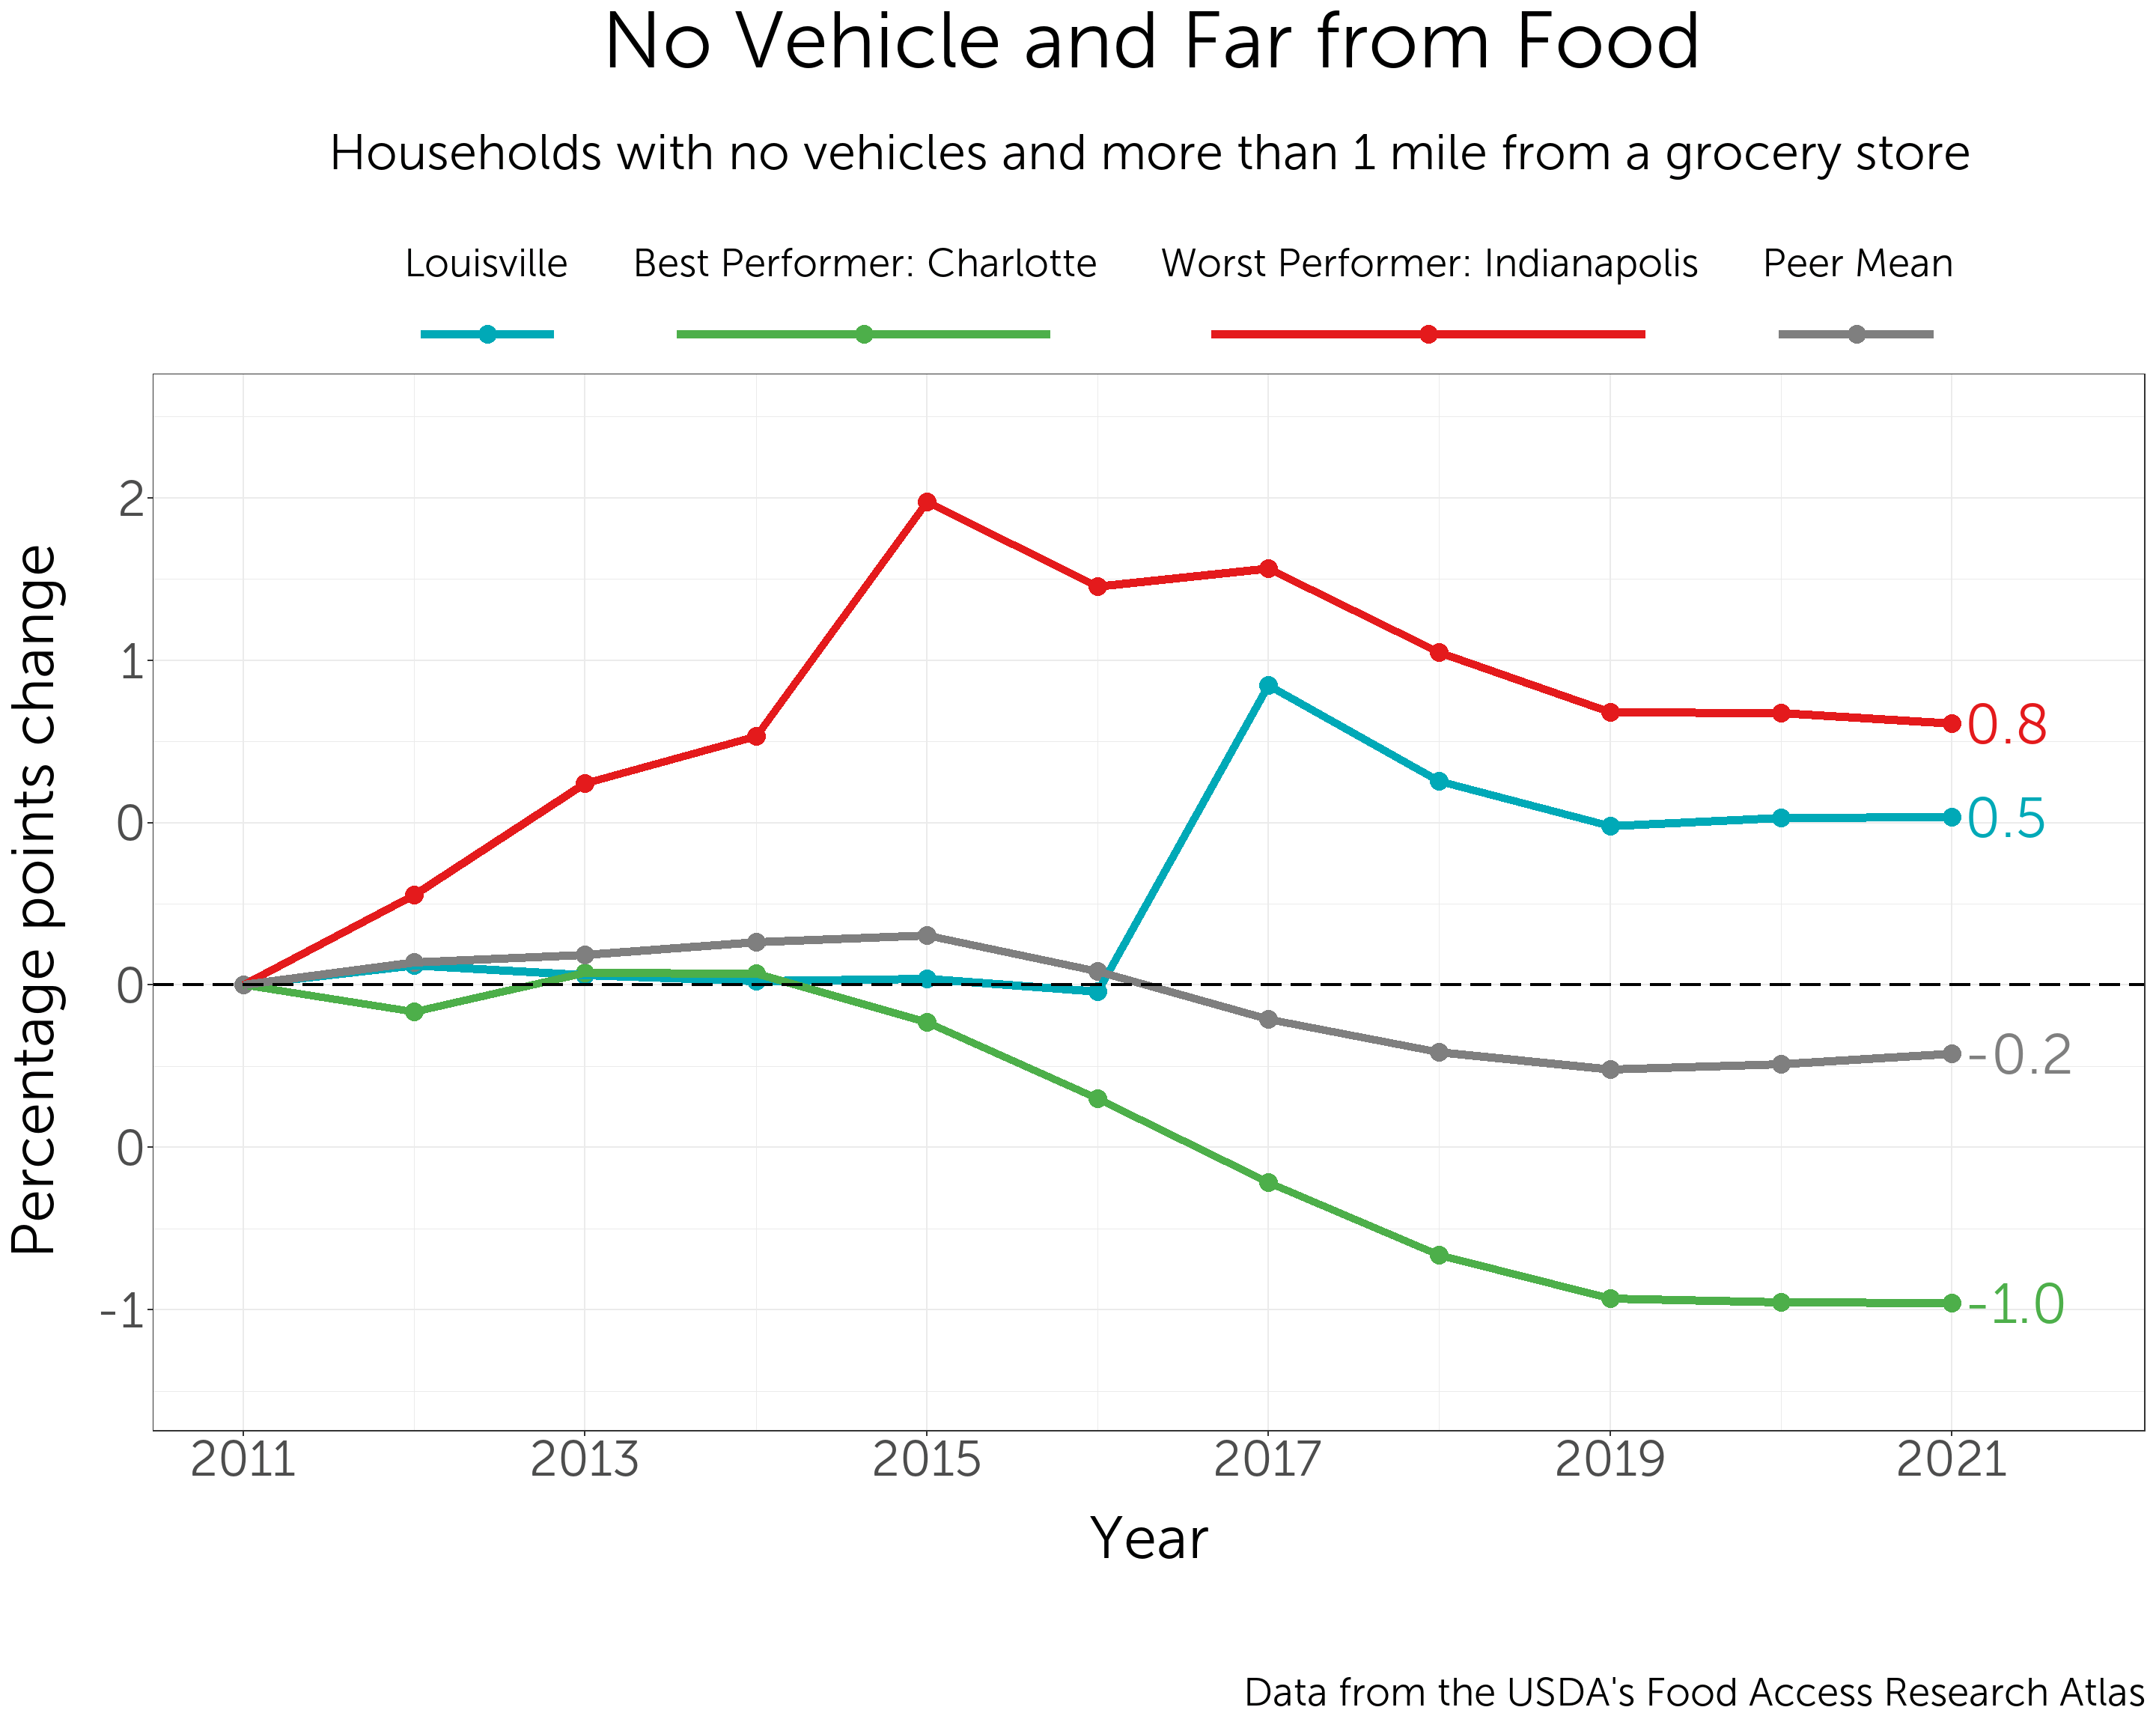 No Vehicle and Far from Food
Households with no vehicles and more than 1 mile from a grocery store
Louisville Best Performer: Charlotte Worst Performer: Indianapolis Peer Mean
Percentage points change
2
1
0
0
0
-1
0.8
0.5
-0.2
-1.0
2011 2013 2015 2017 2019 2021
Year
Data from the USDA's Food Access Research Atlas